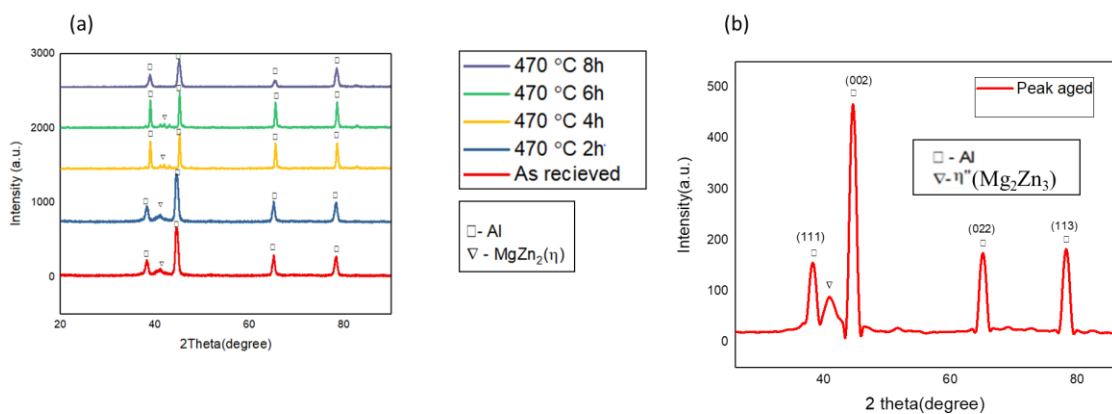 (a)
3000
2000
1000
0
Intensity (a.u.)
20
40
60
80
2Theta(degree)
470 °C 8h
470 °C 6h
470 °C 4h
470 °C 2h
As recieved
□- Al
▽ - MgZn₂(η)
(b)
500
400
300
200
100
0
Intensity(a.u.)
(111)
(002)
(022)
(113)
Peak aged
□ - Al
▽-η"(Mg₂Zn₃)
40
60
80
2 theta(degree)